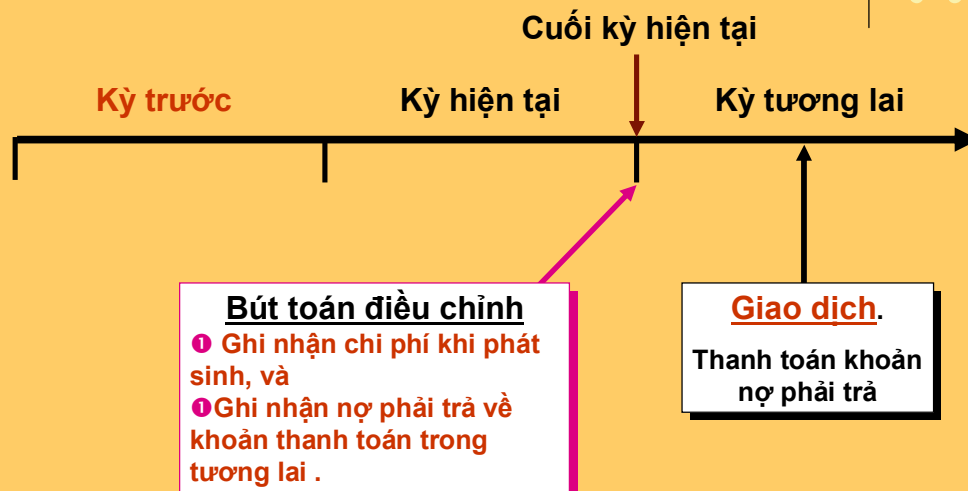 Cuối kỳ hiện tại
Kỳ trước
Kỳ hiện tại
Kỳ tương lai
Bút toán điều chỉnh
❶ Ghi nhận chi phí khi phát
sinh, và
❶Ghi nhận nợ phải trả về
khoản thanh toán trong
tương lai .
Giao dịch.
Thanh toán khoản
nợ phải trả